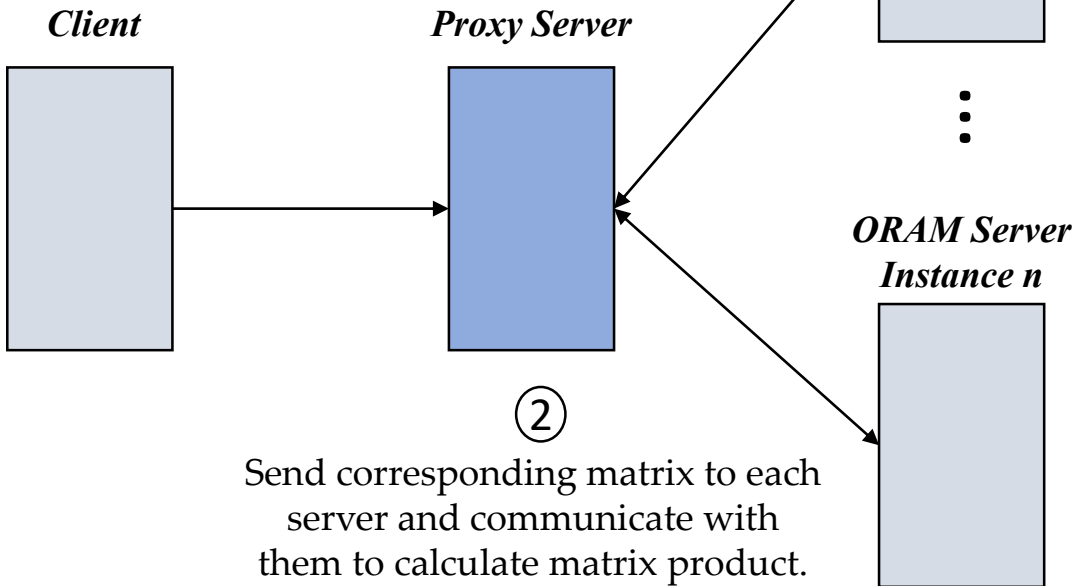 Client
Proxy Server
ORAM Server
Instance n
②
Send corresponding matrix to each
server and communicate with
them to calculate matrix product.